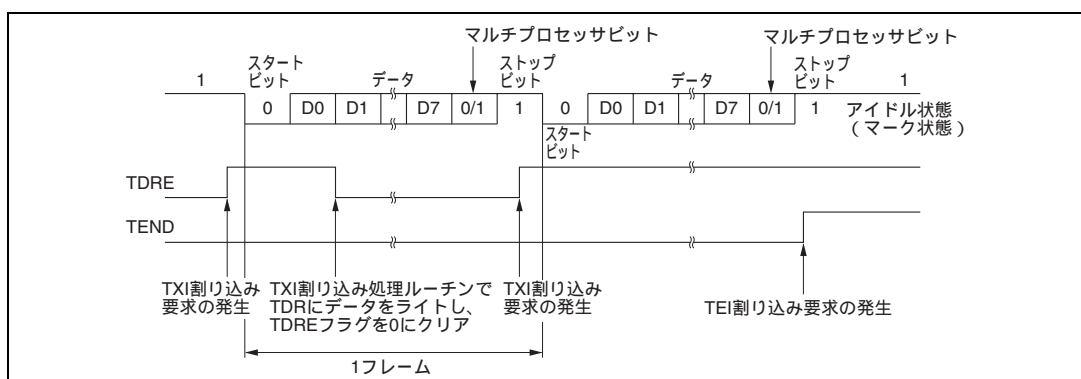 マルチプロセッサビット マルチプロセッサビット
1 スタート
ビット データ ストップ
ビット データ ストップ
ビット 1
0 D0 D1 D7 0/1 1 0 D0 D1 D7 0/1 1 アイドル状態
(マーク状態)
スタート
ビット
TDRE
TEND
TXI割り込み
要求の発生
TXI割り込み処理ルーチンで
TDRにデータをライトし、
TDREフラグを0にクリア
TXI割り込み
要求の発生
TEI割り込み要求の発生
1フレーム